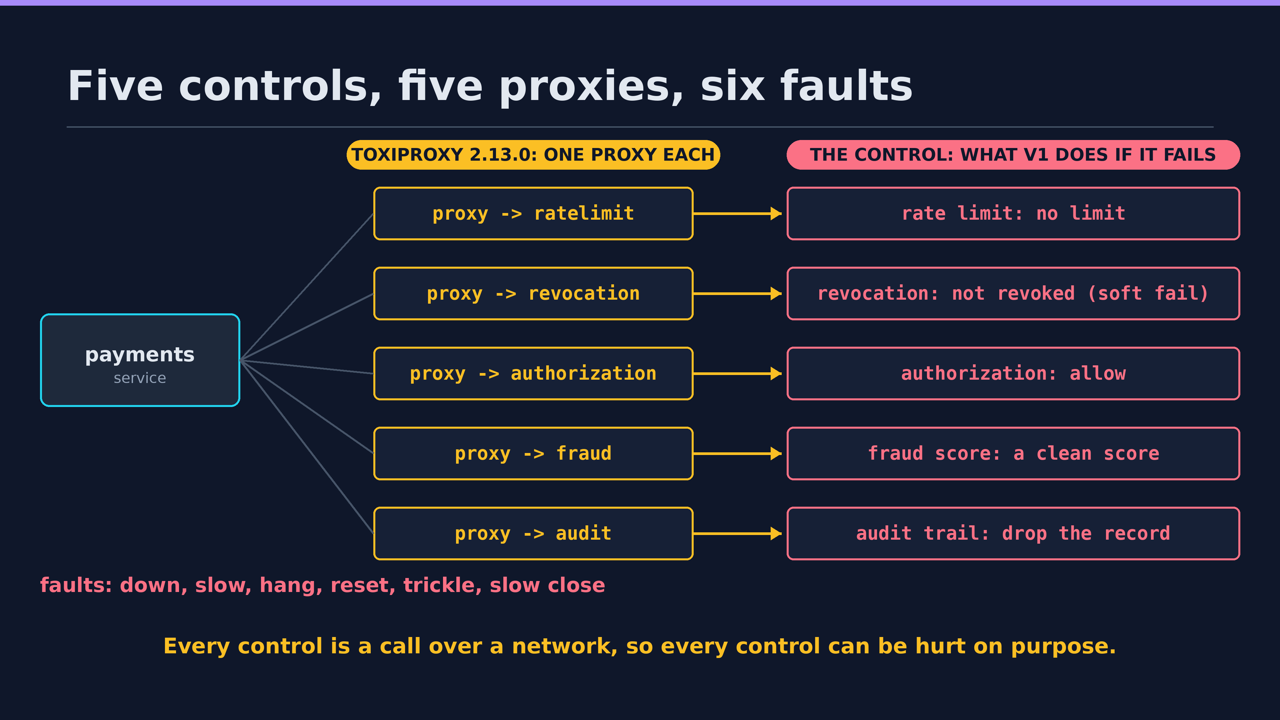 Five controls, five proxies, six faults
TOXIPROXY 2.13.0: ONE PROXY EACH
THE CONTROL: WHAT V1 DOES IF IT FAILS
proxy -> ratelimit
rate limit: no limit
proxy -> revocation
revocation: not revoked (soft fail)
payments
service
proxy -> authorization
authorization: allow
proxy -> fraud
fraud score: a clean score
proxy -> audit
audit trail: drop the record
faults: down, slow, hang, reset, trickle, slow close
Every control is a call over a network, so every control can be hurt on purpose.